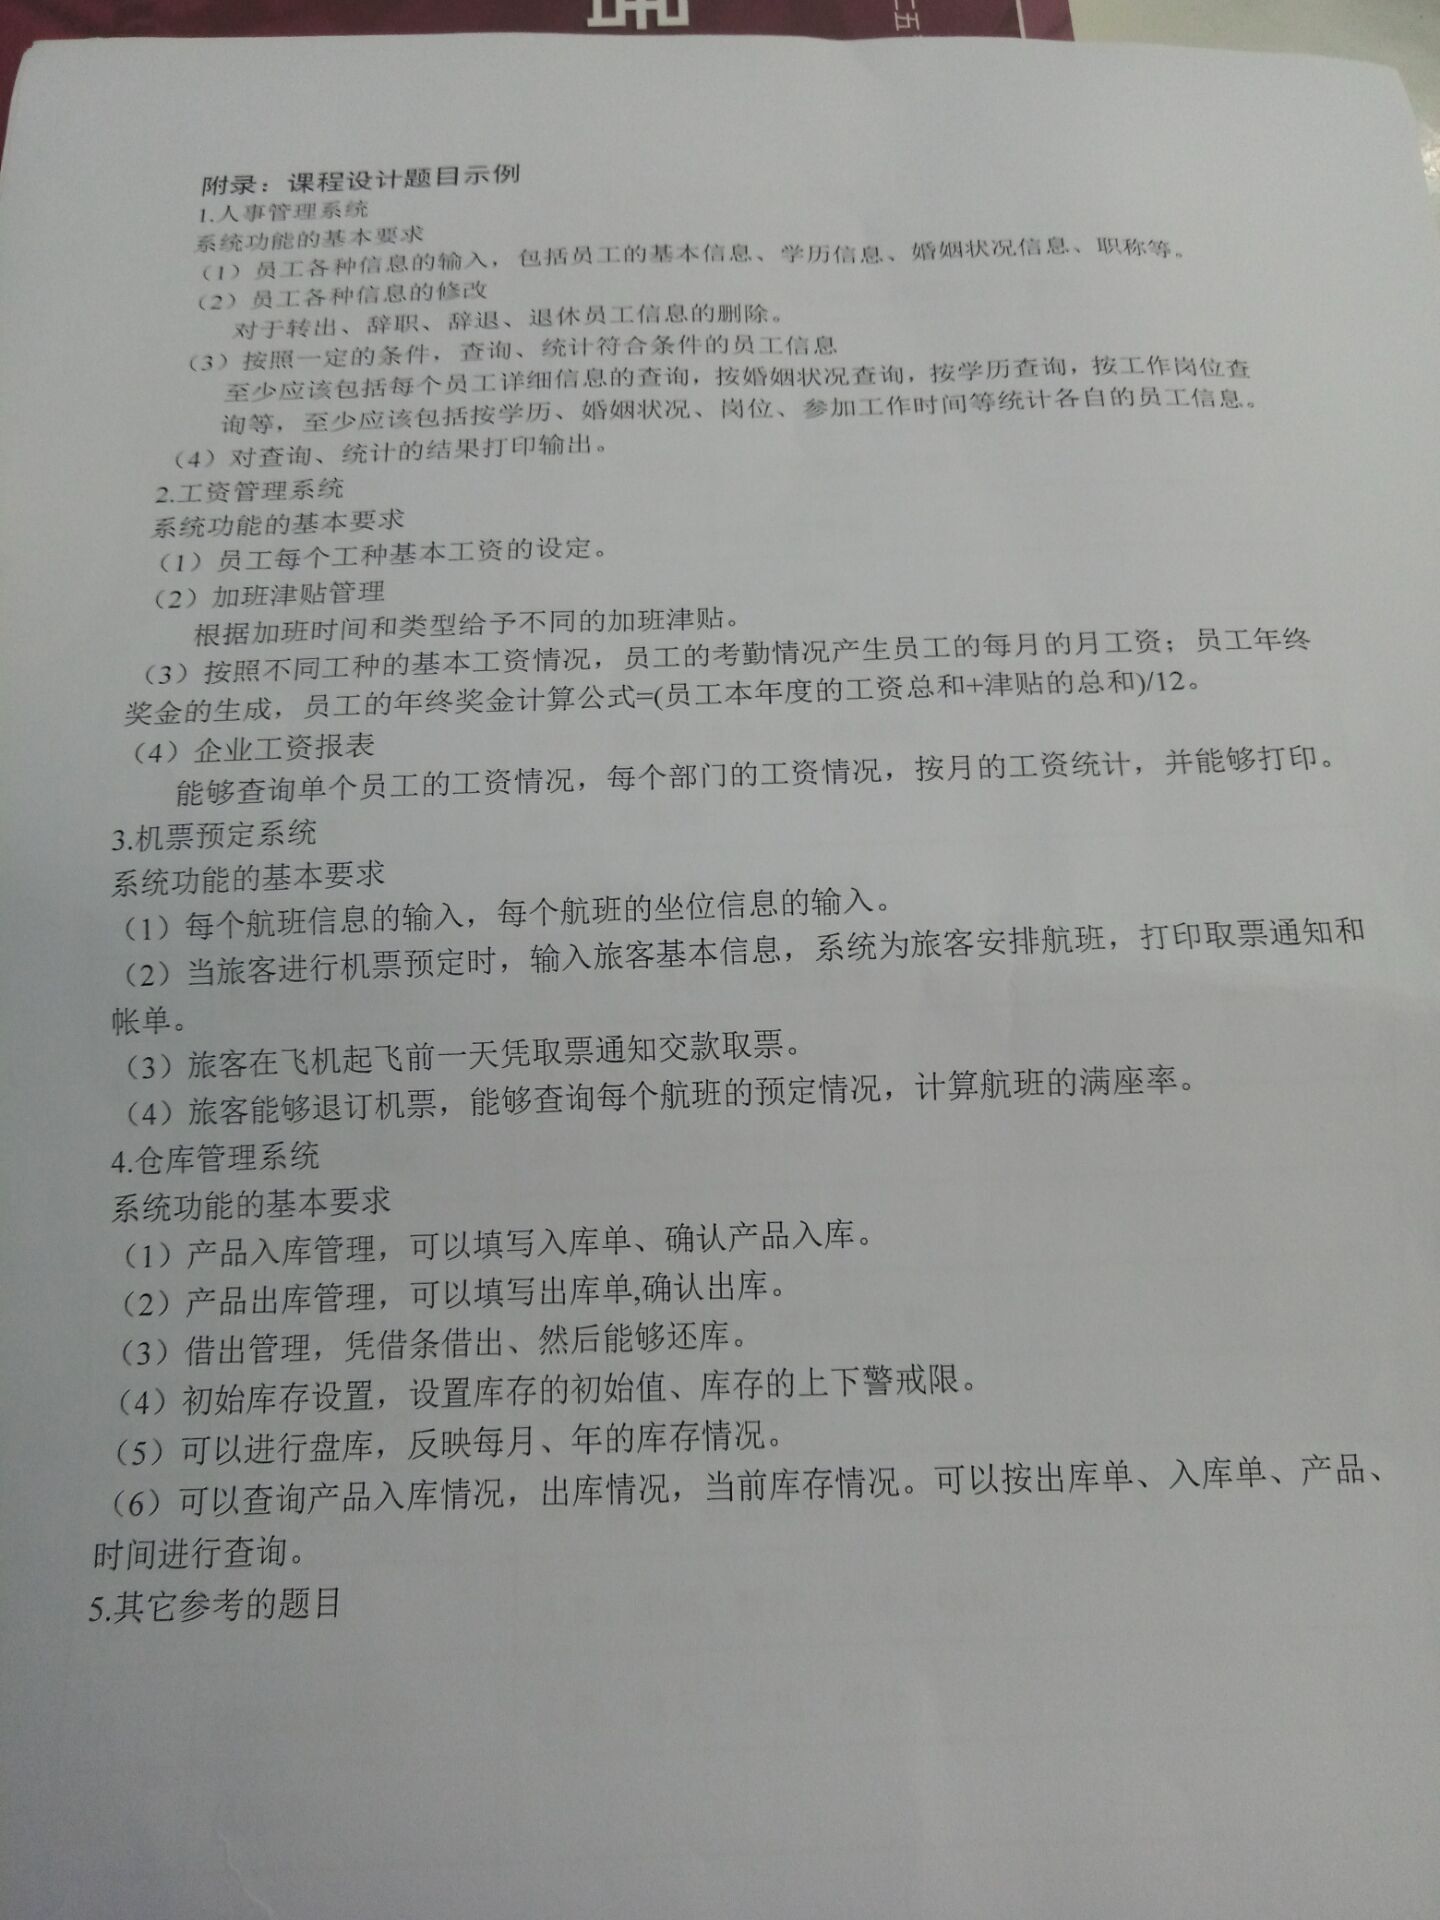 二五
附录：课程设计题目示例
1.人事管理系统
系统功能的基本要求
（1）员工各种信息的输入，包括员工的基本信息、学历信息、婚姻状况信息、职称等。
（2）员工各种信息的修改
对于转出、辞职、辞退、退休员工信息的删除。
（3）按照一定的条件，查询、统计符合条件的员工信息
至少应该包括每个员工详细信息的查询，按婚姻状况查询，按学历查询，按工作岗位查
询等，至少应该包括按学历、婚姻状况、岗位、参加工作时间等统计各自的员工信息。
（4）对查询、统计的结果打印输出。
2.工资管理系统
系统功能的基本要求
（1）员工每个工种基本工资的设定。
（2）加班津贴管理
根据加班时间和类型给予不同的加班津贴。
（3）按照不同工种的基本工资情况，员工的考勤情况产生员工的每月的月工资；员工年终
奖金的生成，员工的年终奖金计算公式=(员工本年度的工资总和+津贴的总和)/12。
（4）企业工资报表
能够查询单个员工的工资情况，每个部门的工资情况，按月的工资统计，并能够打印。
3.机票预定系统
系统功能的基本要求
（1）每个航班信息的输入，每个航班的坐位信息的输入。
（2）当旅客进行机票预定时，输入旅客基本信息，系统为旅客安排航班，打印取票通知和
帐单。
（3）旅客在飞机起飞前一天凭取票通知交款取票。
（4）旅客能够退订机票，能够查询每个航班的预定情况，计算航班的满座率。
4.仓库管理系统
系统功能的基本要求
（1）产品入库管理，可以填写入库单、确认产品入库。
（2）产品出库管理，可以填写出库单,确认出库。
（3）借出管理，凭借条借出、然后能够还库。
（4）初始库存设置，设置库存的初始值、库存的上下警戒限。
（5）可以进行盘库，反映每月、年的库存情况。
（6）可以查询产品入库情况，出库情况，当前库存情况。可以按出库单、入库单、产品、
时间进行查询。
5.其它参考的题目